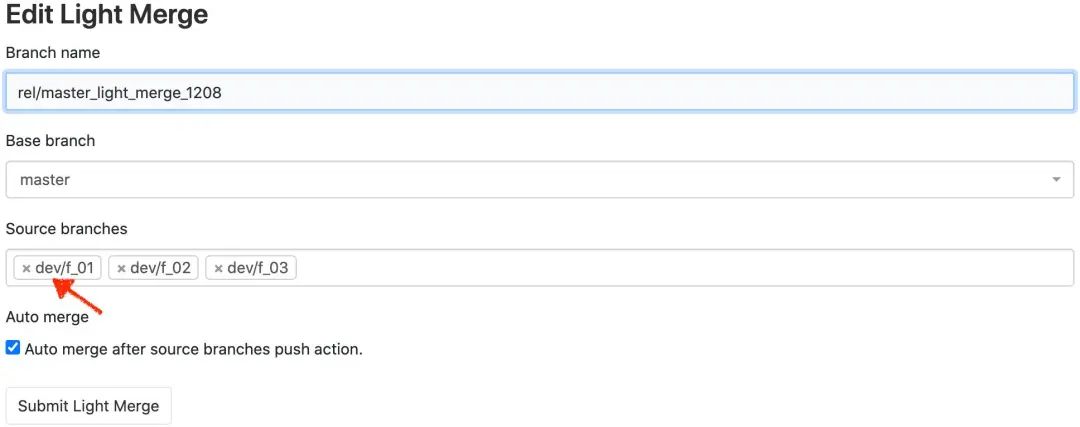 Edit Light Merge
Branch name
rel/master_light_merge_1208
Base branch
master
Source branches
× dev/f_01 × dev/f_02 × dev/f_03
Auto merge
Auto merge after source branches push action.
Submit Light Merge